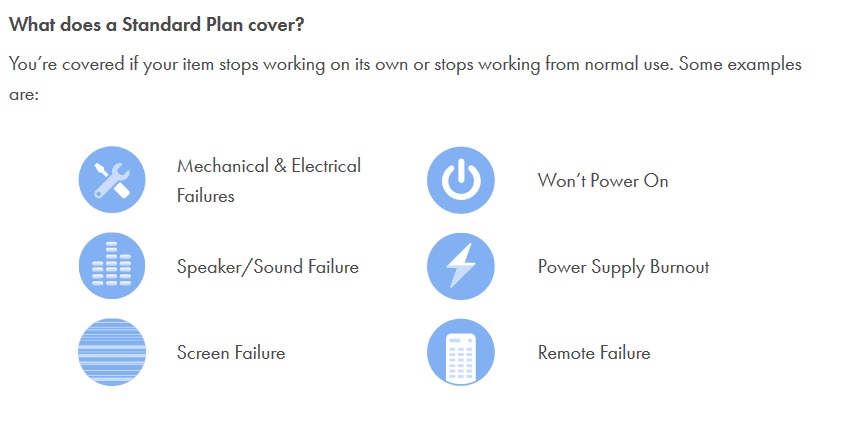 What does a Standard Plan cover?
You’re covered if your item stops working on its own or stops working from normal use. Some examples
are:
Mechanical & Electrical
Failures
Won’t Power On
Speaker/Sound Failure
Power Supply Burnout
Screen Failure
Remote Failure